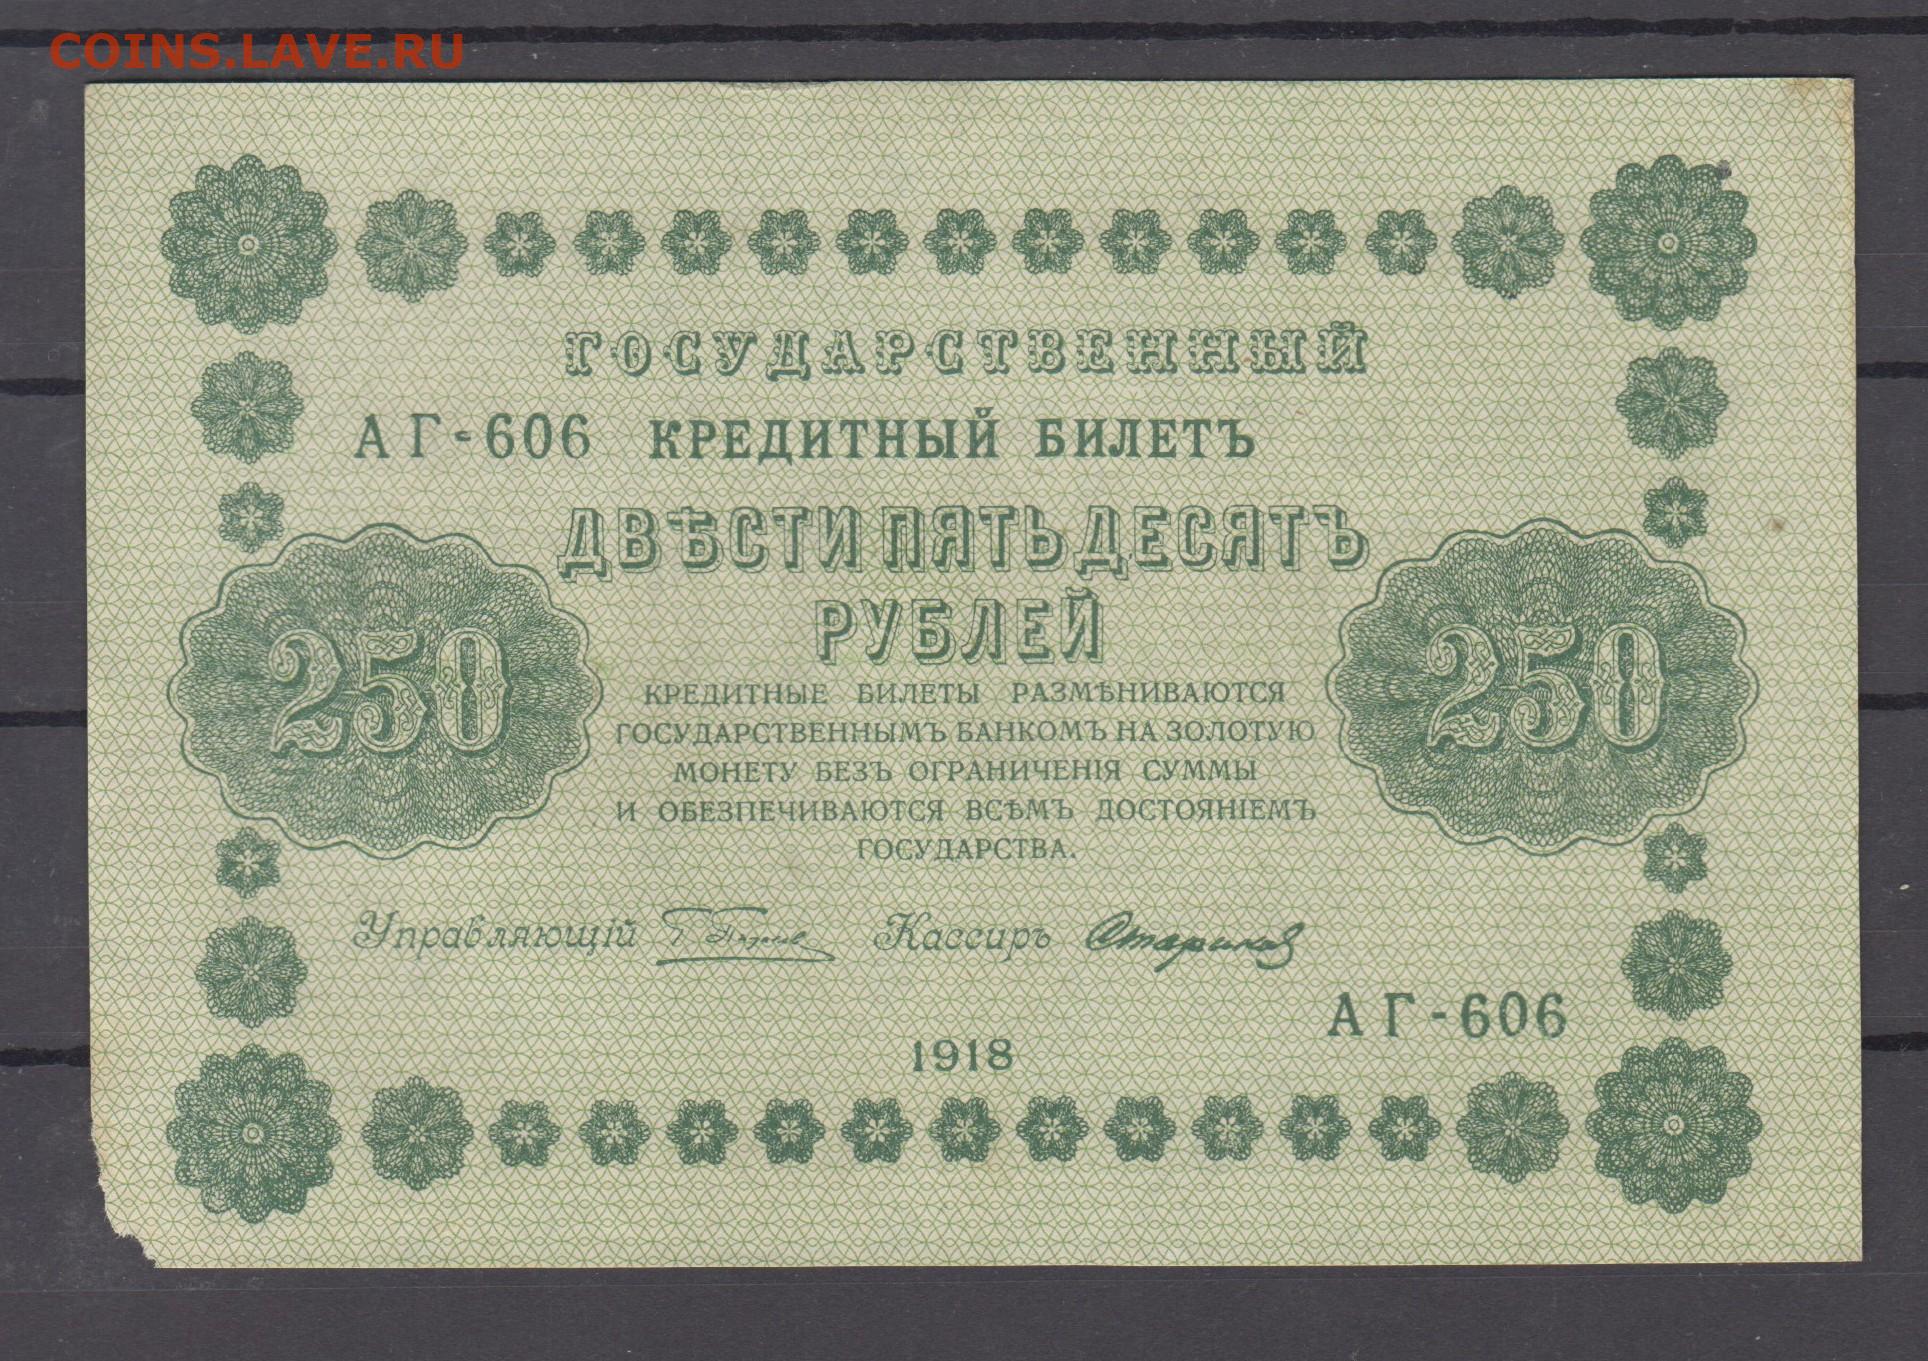 COINS.LAVE.RU
ГОСУДАРСТВЕННЫЙ
АГ-606 КРЕДИТНЫЙ БИЛЕТЪ
ДВѢСТИ ПЯТЬДЕСЯТЪ
РУБЛЕЙ
250
250
КРЕДИТНЫЕ БИЛЕТЫ РАЗМѢНИВАЮТСЯ
ГОСУДАРСТВЕННЫМЪ БАНКОМЪ НА ЗОЛОТУЮ
МОНЕТУ БЕЗЪ ОГРАНИЧЕНІЯ СУММЫ
И ОБЕЗПЕЧИВАЮТСЯ ВСѢМЪ ДОСТОЯНІЕМЪ
ГОСУДАРСТВА.
Управляющій Кассиръ Стариков
АГ-606
1918